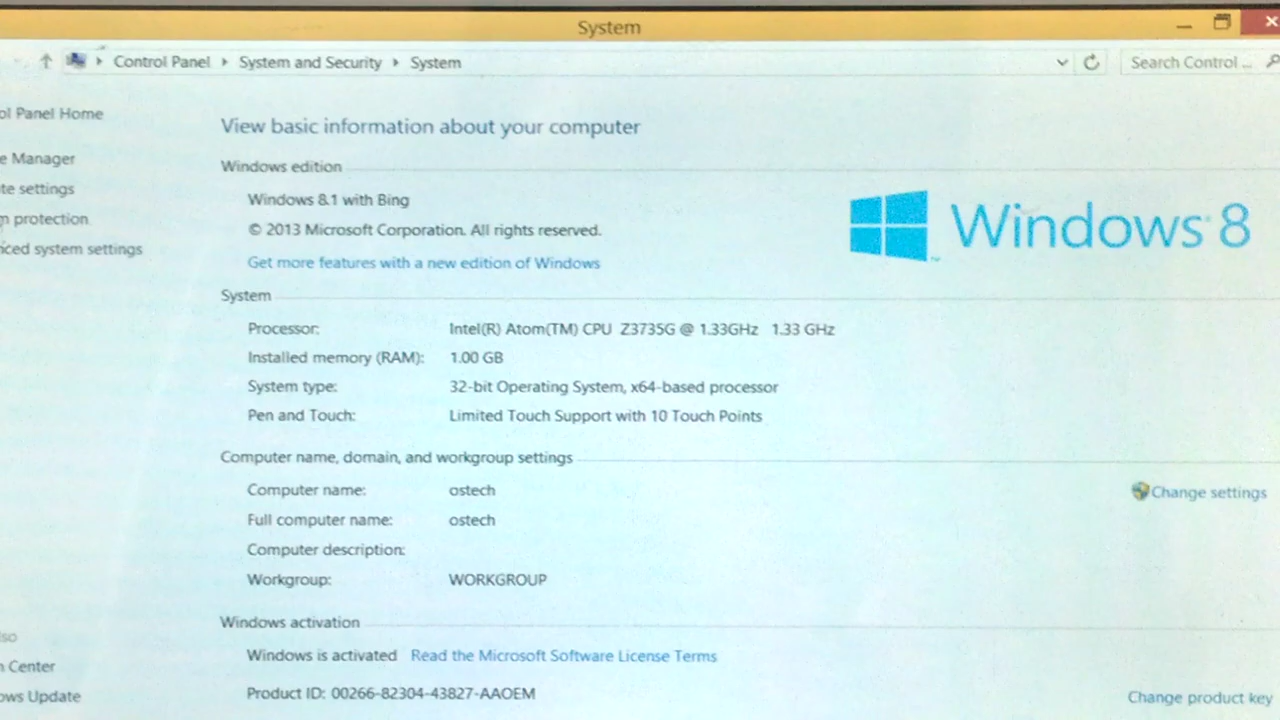 System
Control Panel System and Security System Search Control ...
ol Panel Home
View basic information about your computer
e Manager
Windows edition
te settings
Windows 8.1 with Bing
n protection
© 2013 Microsoft Corporation. All rights reserved.
Windows 8
nced system settings
Get more features with a new edition of Windows
System
Processor: Intel(R) Atom(TM) CPU Z3735G @ 1.33GHz 1.33 GHz
Installed memory (RAM): 1.00 GB
System type: 32-bit Operating System, x64-based processor
Pen and Touch: Limited Touch Support with 10 Touch Points
Computer name, domain, and workgroup settings
Computer name: ostech Change settings
Full computer name: ostech
Computer description:
Workgroup: WORKGROUP
Windows activation
lso
Windows is activated Read the Microsoft Software License Terms
n Center
Product ID: 00266-82304-43827-AAOEM
ows Update Change product key